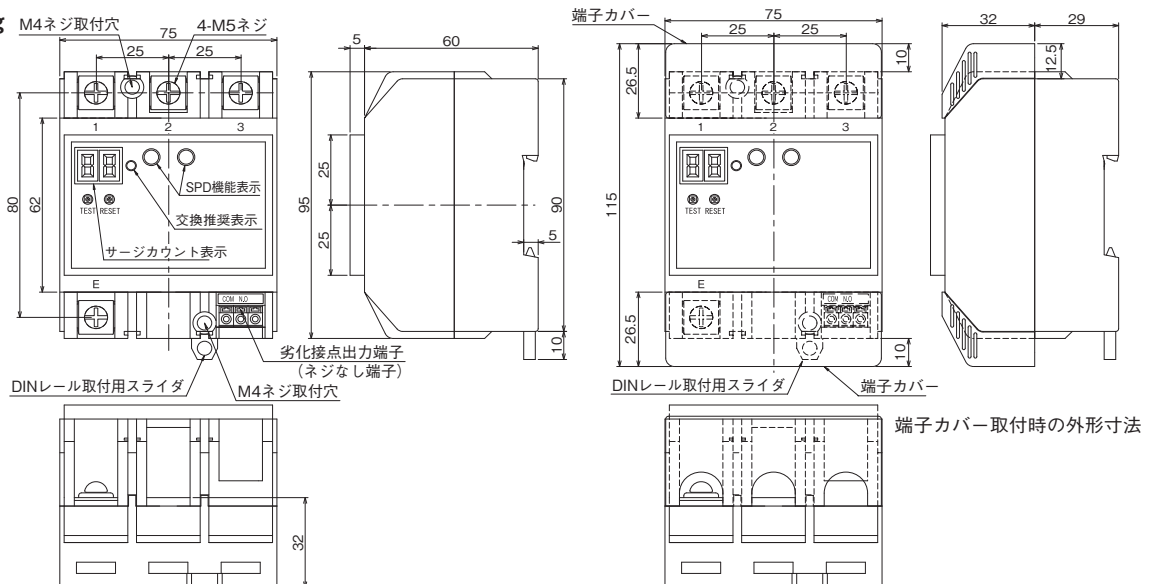 g
M4ネジ取付穴
4-M5ネジ
75
25
25
1
2
3
SPD機能表示
TEST RESET
交換推奨表示
サージカウント表示
80
62
E
COM N.O
劣化接点出力端子
(ネジなし端子)
DINレール取付用スライダ
M4ネジ取付穴
5
60
95
25
25
90
5
10
32
端子カバー
75
25
25
10
26.5
1
2
3
TEST RESET
115
E
COM N.O
26.5
10
DINレール取付用スライダ
端子カバー
32
29
12.5
端子カバー取付時の外形寸法